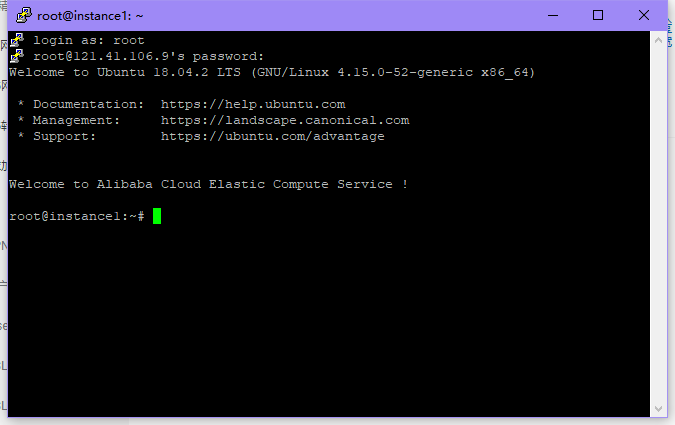 root@instance1: ~
login as: root
root@121.41.106.9's password:
Welcome to Ubuntu 18.04.2 LTS (GNU/Linux 4.15.0-52-generic x86_64)
* Documentation:  https://help.ubuntu.com
* Management:     https://landscape.canonical.com
* Support:        https://ubuntu.com/advantage
Welcome to Alibaba Cloud Elastic Compute Service !
root@instance1:~#